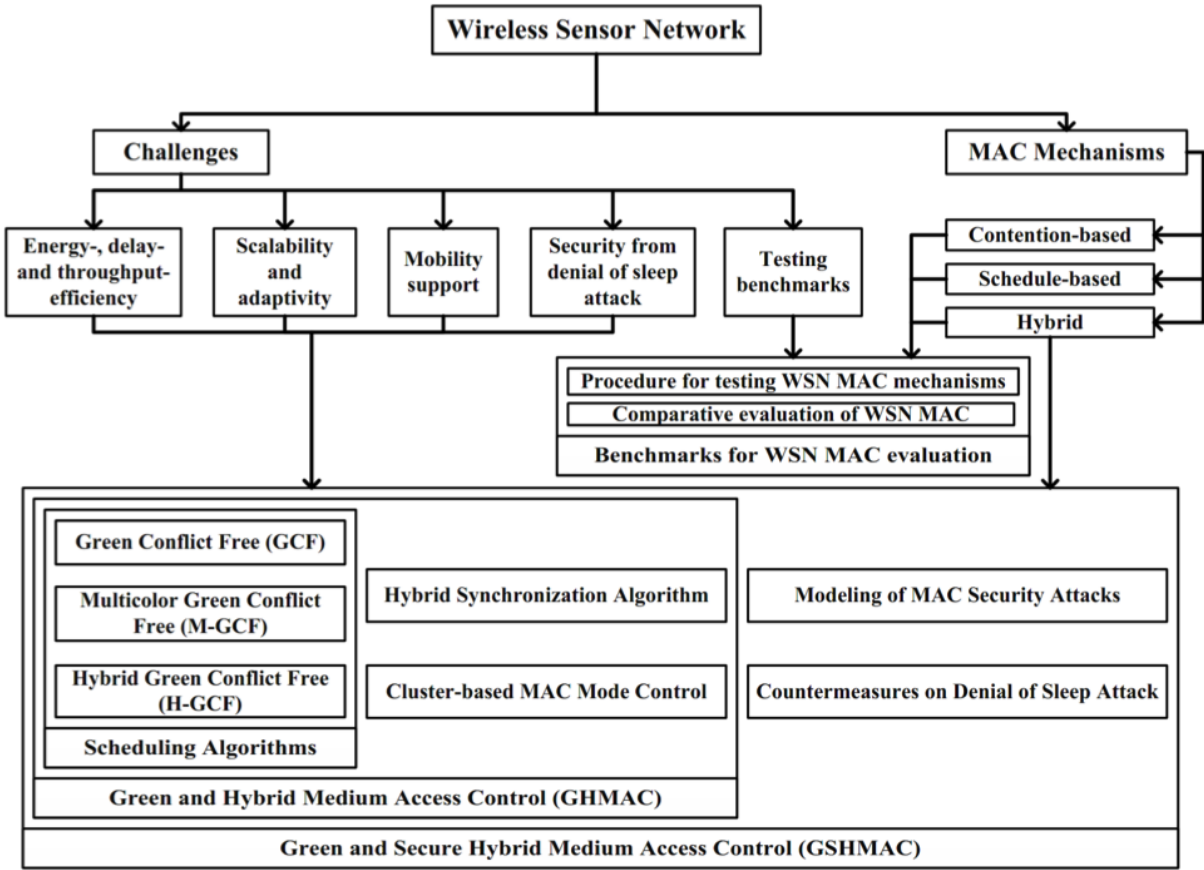 Wireless Sensor Network
Challenges
MAC Mechanisms
Energy-, delay-
and throughput-
efficiency
Scalability
and
adaptivity
Mobility
support
Security from
denial of sleep
attack
Testing
benchmarks
Contention-based
Schedule-based
Hybrid
Procedure for testing WSN MAC mechanisms
Comparative evaluation of WSN MAC
Benchmarks for WSN MAC evaluation
Green Conflict Free (GCF)
Multicolor Green Conflict
Free (M-GCF)
Hybrid Green Conflict Free
(H-GCF)
Scheduling Algorithms
Hybrid Synchronization Algorithm
Cluster-based MAC Mode Control
Modeling of MAC Security Attacks
Countermeasures on Denial of Sleep Attack
Green and Hybrid Medium Access Control (GHMAC)
Green and Secure Hybrid Medium Access Control (GSHMAC)